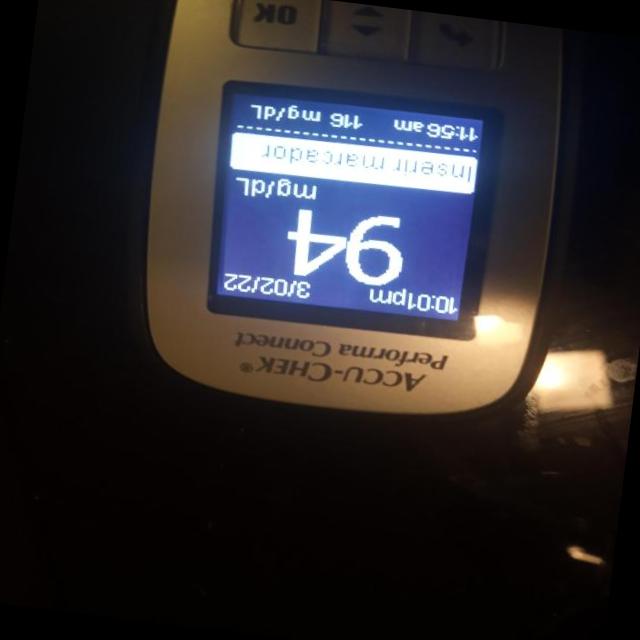 ACCU-CHEK®
Performa Connect
10:01pm 3/02/22
94
mg/dL
Inserir marcador
11:56am 116 mg/dL
OK